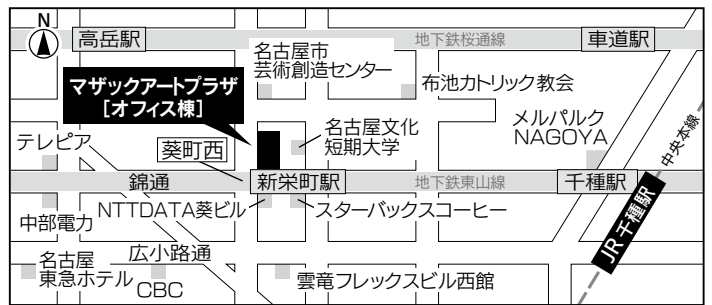 N
高岳駅
地下鉄桜通線
車道駅
名古屋市
芸術創造センター
マザックアートプラザ
［オフィス棟］
布池カトリック教会
メルパルク
NAGOYA
中央本線
テレピア
葵町西
名古屋文化
短期大学
錦通
新栄町駅
地下鉄東山線
千種駅
JR千種駅
中部電力
NTTDATA葵ビル
スターバックスコーヒー
広小路通
名古屋
東急ホテル
CBC
雲竜フレックスビル西館